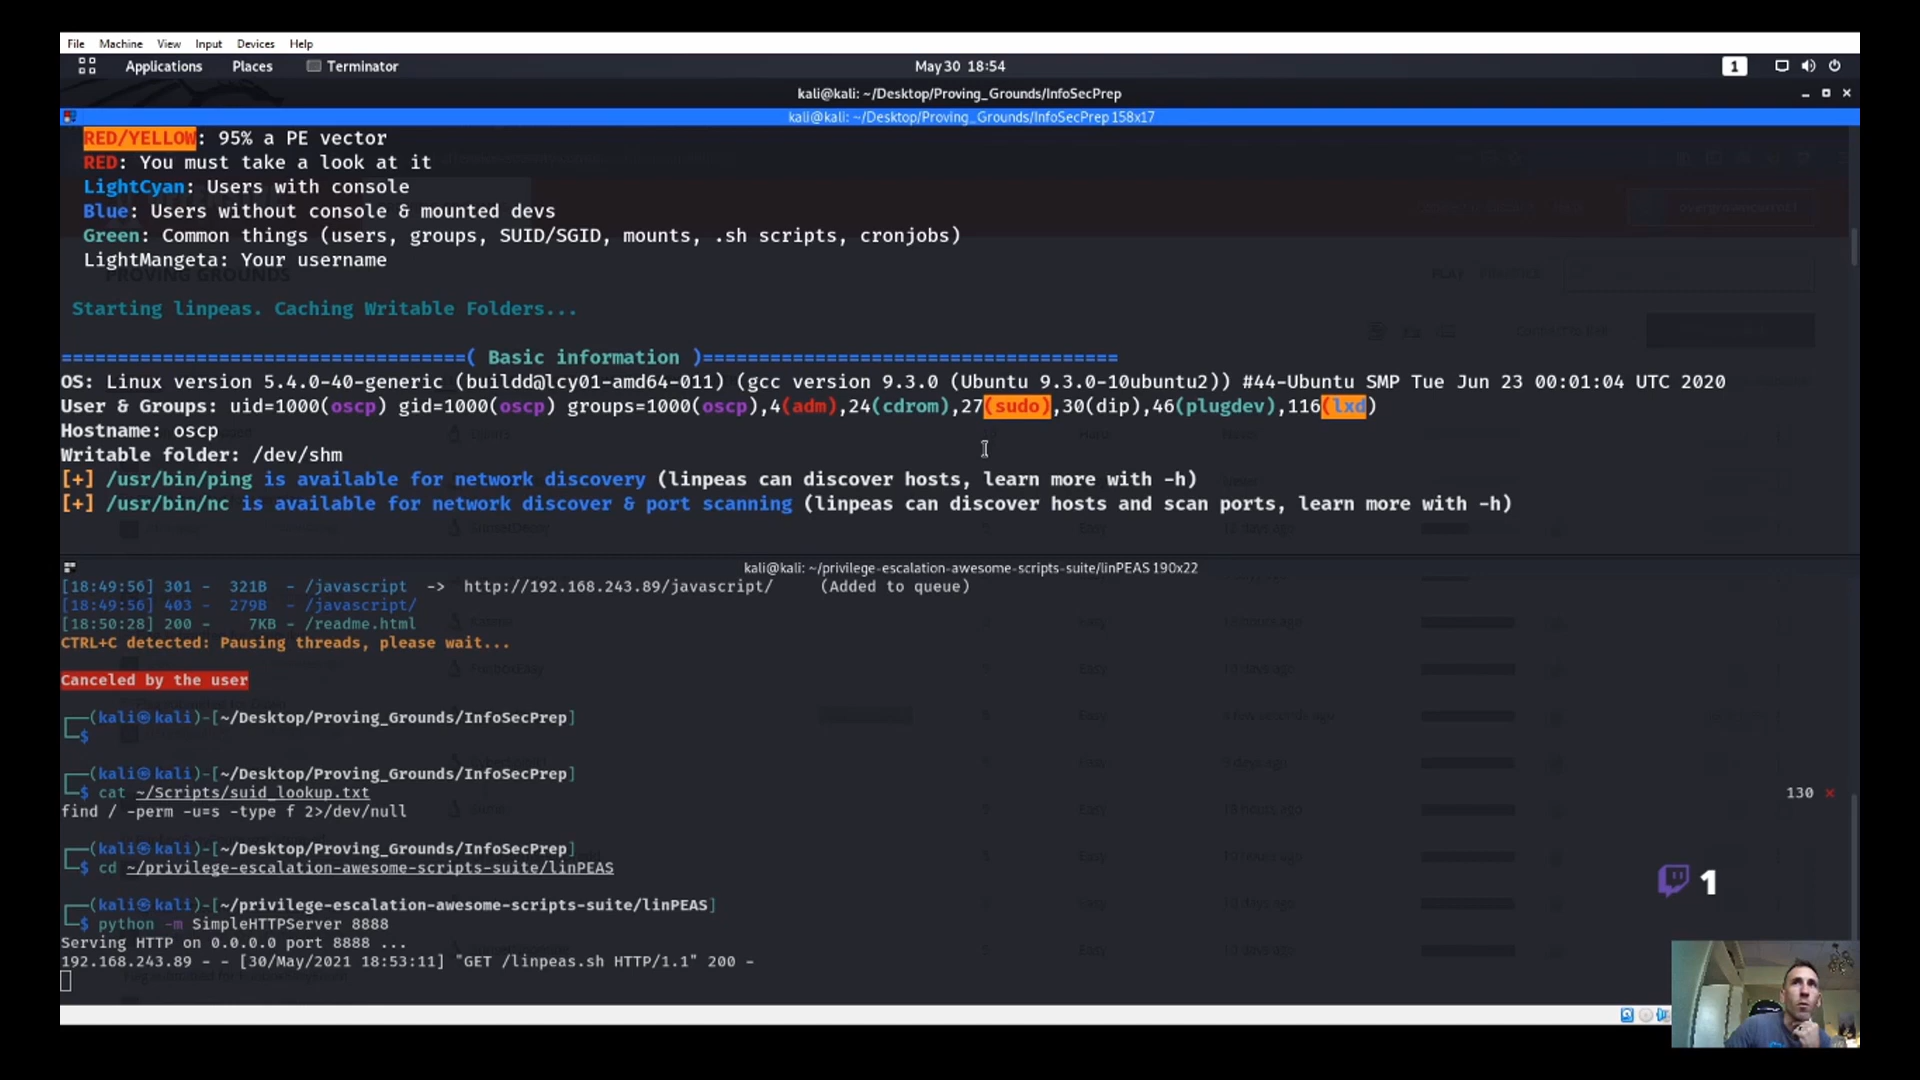 File Machine View Input Devices Help
Applications Places Terminator May 30 18:54 1
kali@kali: ~/Desktop/Proving_Grounds/InfoSecPrep
kali@kali: ~/Desktop/Proving_Grounds/InfoSecPrep 158x17
RED/YELLOW: 95% a PE vector
RED: You must take a look at it
LightCyan: Users with console
Blue: Users without console & mounted devs
Green: Common things (users, groups, SUID/SGID, mounts, .sh scripts, cronjobs)
LightMangeta: Your username
Starting linpeas. Caching Writable Folders...
====================================( Basic information )=====================================
OS: Linux version 5.4.0-40-generic (buildd@lcy01-amd64-011) (gcc version 9.3.0 (Ubuntu 9.3.0-10ubuntu2)) #44-Ubuntu SMP Tue Jun 23 00:01:04 UTC 2020
User & Groups: uid=1000(oscp) gid=1000(oscp) groups=1000(oscp),4(adm),24(cdrom),27(sudo),30(dip),46(plugdev),116(lxd)
Hostname: oscp
Writable folder: /dev/shm
[+] /usr/bin/ping is available for network discovery (linpeas can discover hosts, learn more with -h)
[+] /usr/bin/nc is available for network discover & port scanning (linpeas can discover hosts and scan ports, learn more with -h)
kali@kali: ~/privilege-escalation-awesome-scripts-suite/linPEAS 190x22
[18:49:56] 301 - 321B - /javascript -> http://192.168.243.89/javascript/ (Added to queue)
[18:49:56] 403 - 279B - /javascript/
[18:50:28] 200 - 7KB - /readme.html
CTRL+C detected: Pausing threads, please wait...
Canceled by the user
┌──(kali㉿kali)-[~/Desktop/Proving_Grounds/InfoSecPrep]
└─$
┌──(kali㉿kali)-[~/Desktop/Proving_Grounds/InfoSecPrep]
└─$ cat ~/Scripts/suid_lookup.txt 130 ⨯
find / -perm -u=s -type f 2>/dev/null
┌──(kali㉿kali)-[~/Desktop/Proving_Grounds/InfoSecPrep]
└─$ cd ~/privilege-escalation-awesome-scripts-suite/linPEAS
┌──(kali㉿kali)-[~/privilege-escalation-awesome-scripts-suite/linPEAS]
└─$ python -m SimpleHTTPServer 8888
Serving HTTP on 0.0.0.0 port 8888 ...
192.168.243.89 - - [30/May/2021 18:53:11] "GET /linpeas.sh HTTP/1.1" 200 -
1